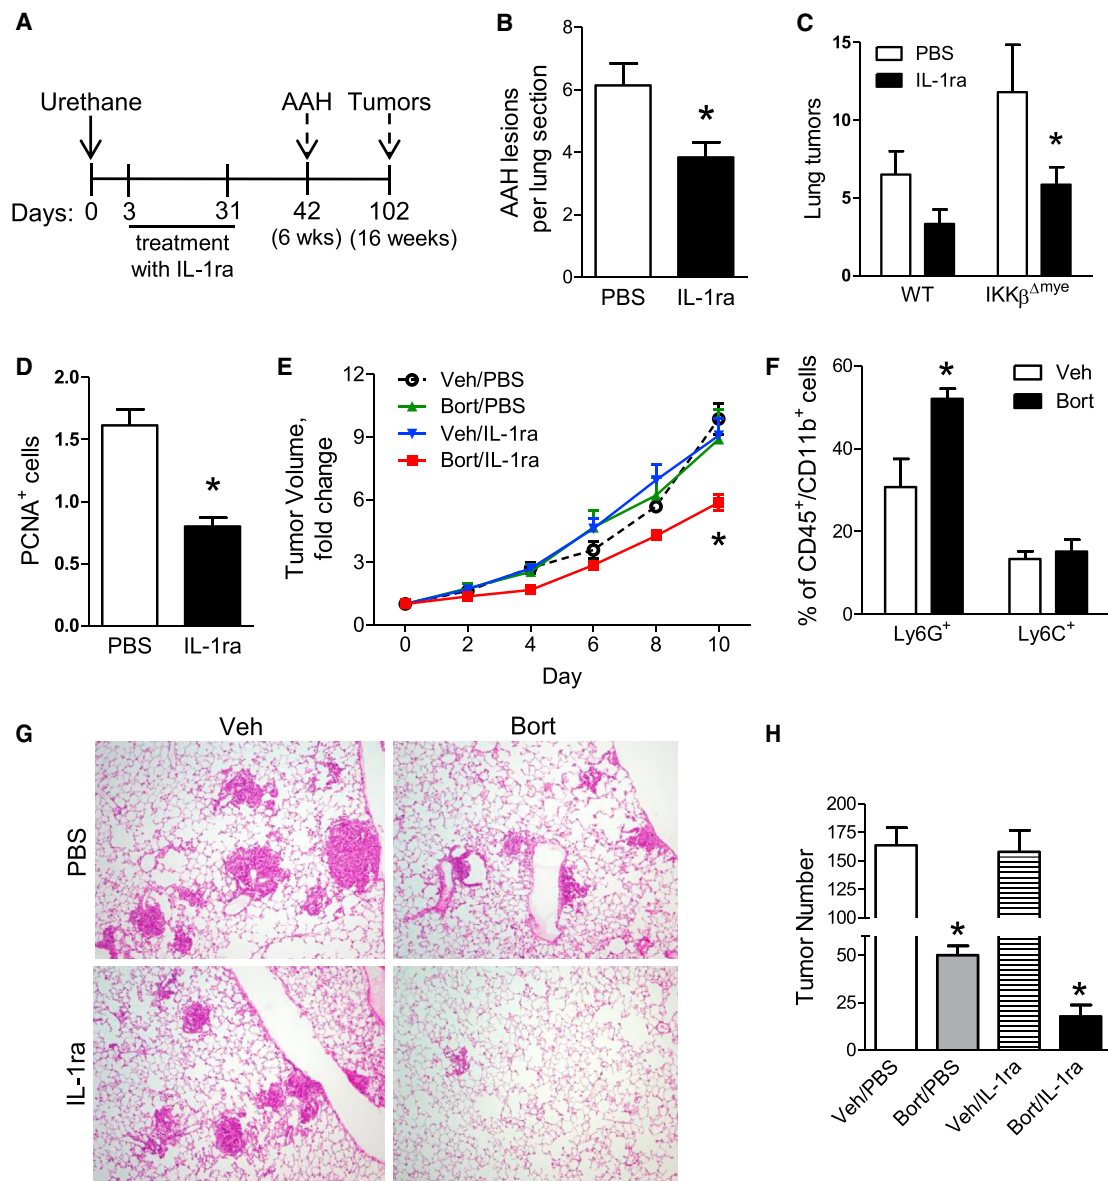 A
Urethane AAH Tumors
Days: 0 3 31 42 102
(6 wks) (16 weeks)
treatment
with IL-1ra
B
AAH lesions
per lung section
8
6
4
2
0
*
PBS IL-1ra
C
Lung tumors
15
10
5
0
PBS
IL-1ra
*
WT IKKβΔmye
D
PCNA+ cells
2.0
1.5
1.0
0.5
0.0
*
PBS IL-1ra
E
Tumor Volume,
fold change
12
9
6
3
0
Veh/PBS
Bort/PBS
Veh/IL-1ra
Bort/IL-1ra
*
0 2 4 6 8 10
Day
F
% of CD45+/CD11b+ cells
60
40
20
0
*
Veh
Bort
Ly6G+ Ly6C+
G
Veh Bort
PBS
IL-1ra
H
Tumor Number
200
175
150
125
100
50
25
0
*
*
Veh/PBS
Bort/PBS
Veh/IL-1ra
Bort/IL-1ra